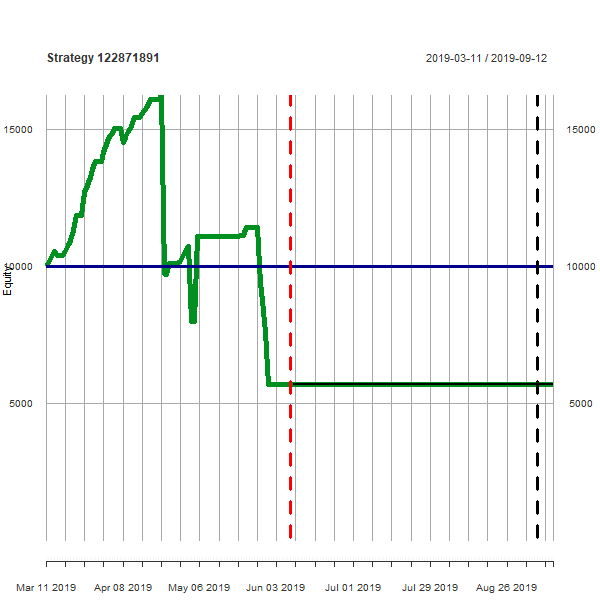 Strategy 122871891
2019-03-11 / 2019-09-12
15000
15000
10000
10000
Equity
5000
5000
Mar 11 2019
Apr 08 2019
May 06 2019
Jun 03 2019
Jul 01 2019
Jul 29 2019
Aug 26 2019